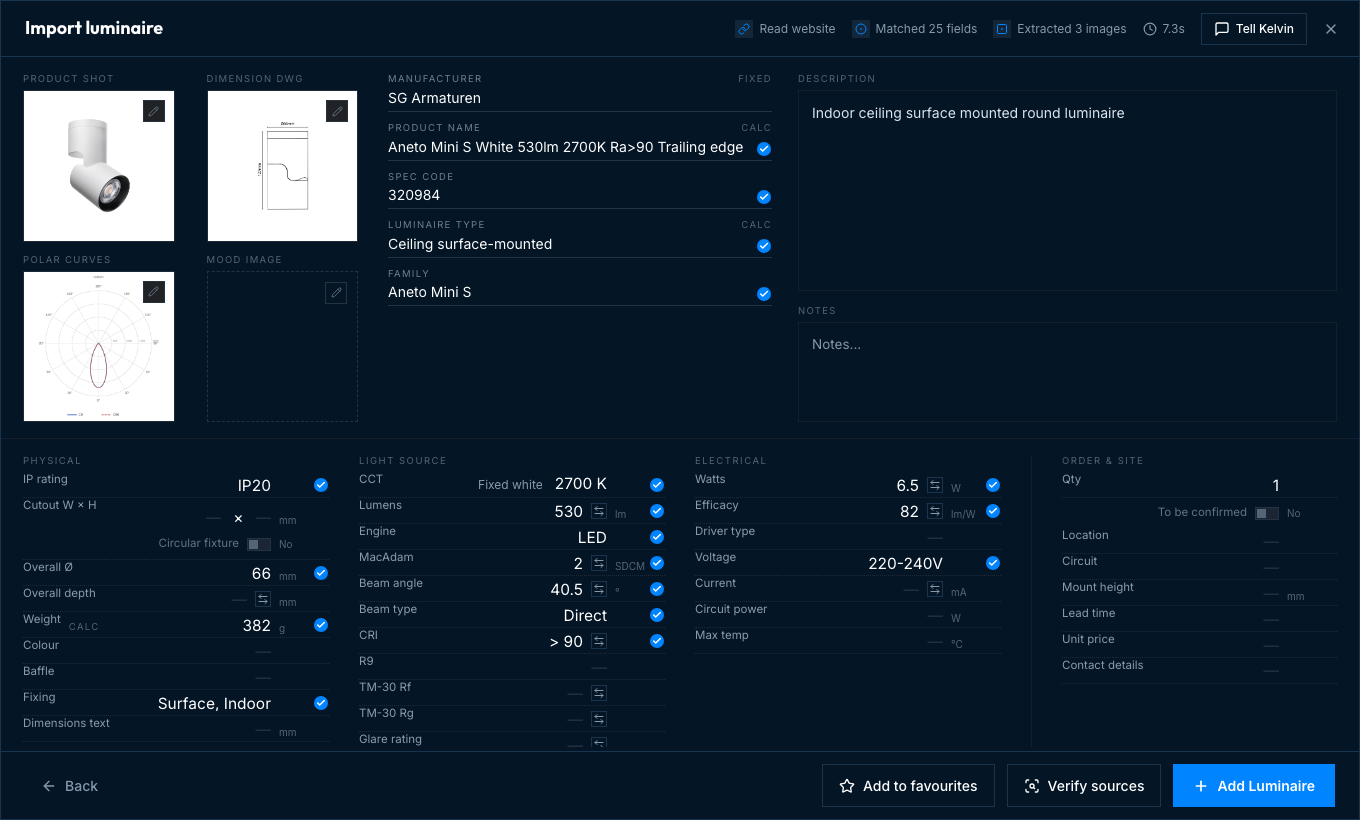 Import luminaire
Read website
Matched 25 fields
Extracted 3 images
7.3s
Tell Kelvin
PRODUCT SHOT
DIMENSION DWG
POLAR CURVES
MOOD IMAGE
MANUFACTURER
FIXED
SG Armaturen
PRODUCT NAME
CALC
Aneto Mini S White 530lm 2700K Ra>90 Trailing edge
SPEC CODE
320984
LUMINAIRE TYPE
CALC
Ceiling surface-mounted
FAMILY
Aneto Mini S
DESCRIPTION
Indoor ceiling surface mounted round luminaire
NOTES
Notes...
PHYSICAL
IP rating
IP20
Cutout W × H
— × — mm
Circular fixture No
Overall Ø
66 mm
Overall depth
— mm
Weight CALC
382 g
Colour
—
Baffle
—
Fixing
Surface, Indoor
Dimensions text
— mm
LIGHT SOURCE
CCT
Fixed white 2700 K
Lumens
530 lm
Engine
LED
MacAdam
2 SDCM
Beam angle
40.5 °
Beam type
Direct
CRI
> 90
R9
—
TM-30 Rf
—
TM-30 Rg
—
Glare rating
—
ELECTRICAL
Watts
6.5 W
Efficacy
82 lm/W
Driver type
—
Voltage
220-240V
Current
— mA
Circuit power
— W
Max temp
— °C
ORDER & SITE
Qty
1
To be confirmed No
Location
—
Circuit
—
Mount height
— mm
Lead time
—
Unit price
—
Contact details
—
Back
Add to favourites
Verify sources
Add Luminaire